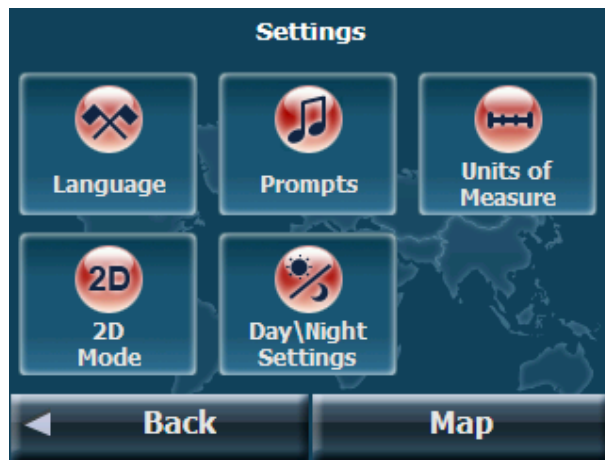 Settings
Language
Prompts
Units of
Measure
2D
2D
Mode
Day\Night
Settings
Back
Map